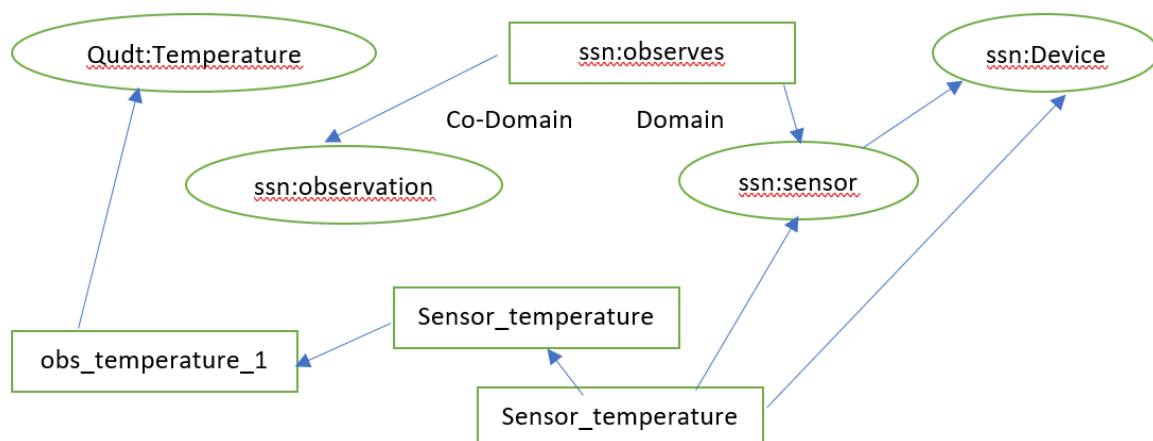 Qudt:Temperature
ssn:observes
ssn:Device
Co-Domain
Domain
ssn:observation
ssn:sensor
Sensor_temperature
obs_temperature_1
Sensor_temperature